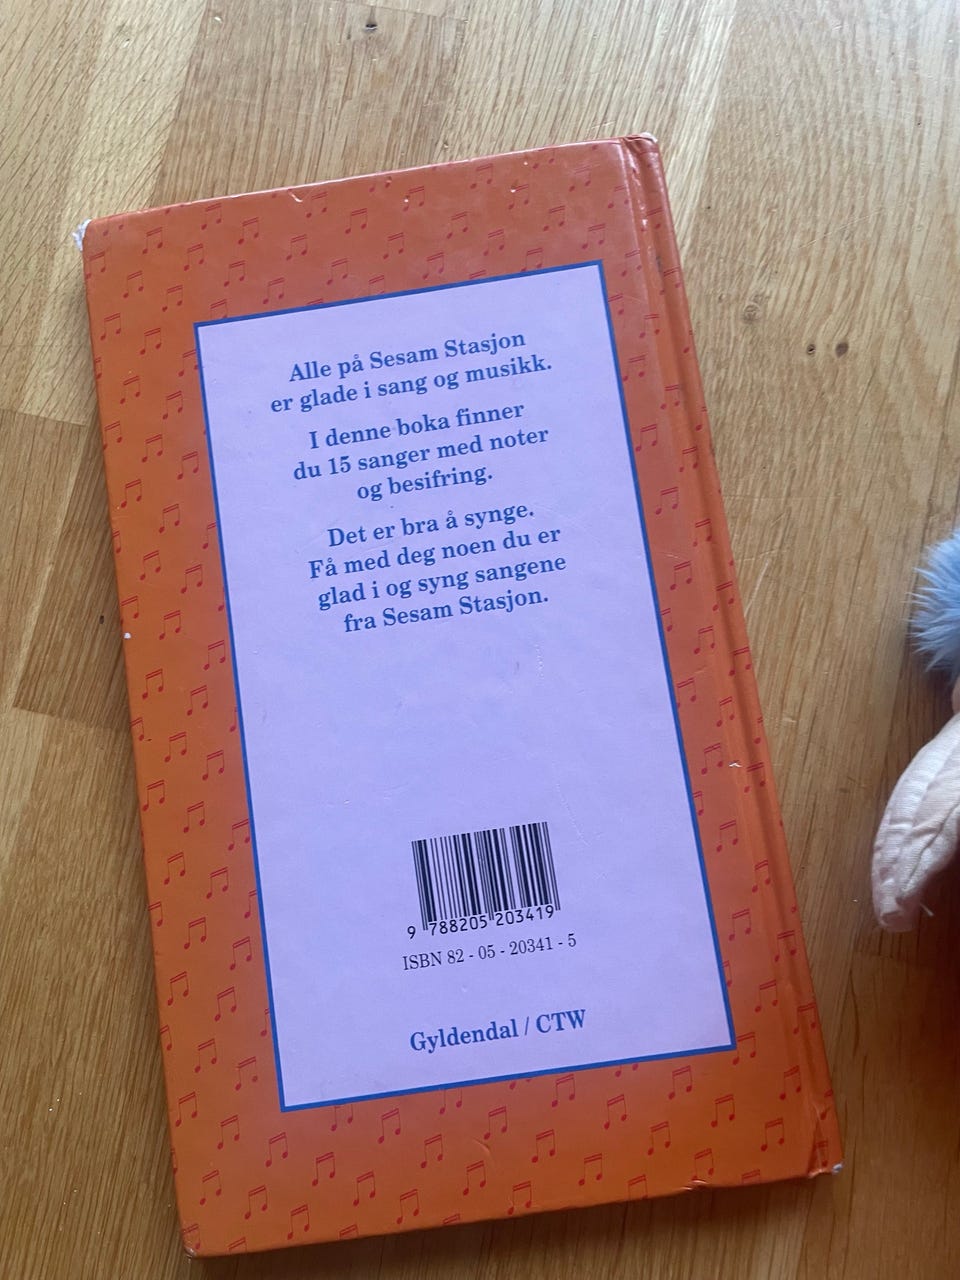 Alle på Sesam Stasjon
er glade i sang og musikk.
I denne boka finner
du 15 sanger med noter
og besifring.
Det er bra å synge.
Få med deg noen du er
glad i og syng sangene
fra Sesam Stasjon.
9 788205 203419
ISBN 82 - 05 - 20341 - 5
Gyldendal / CTW